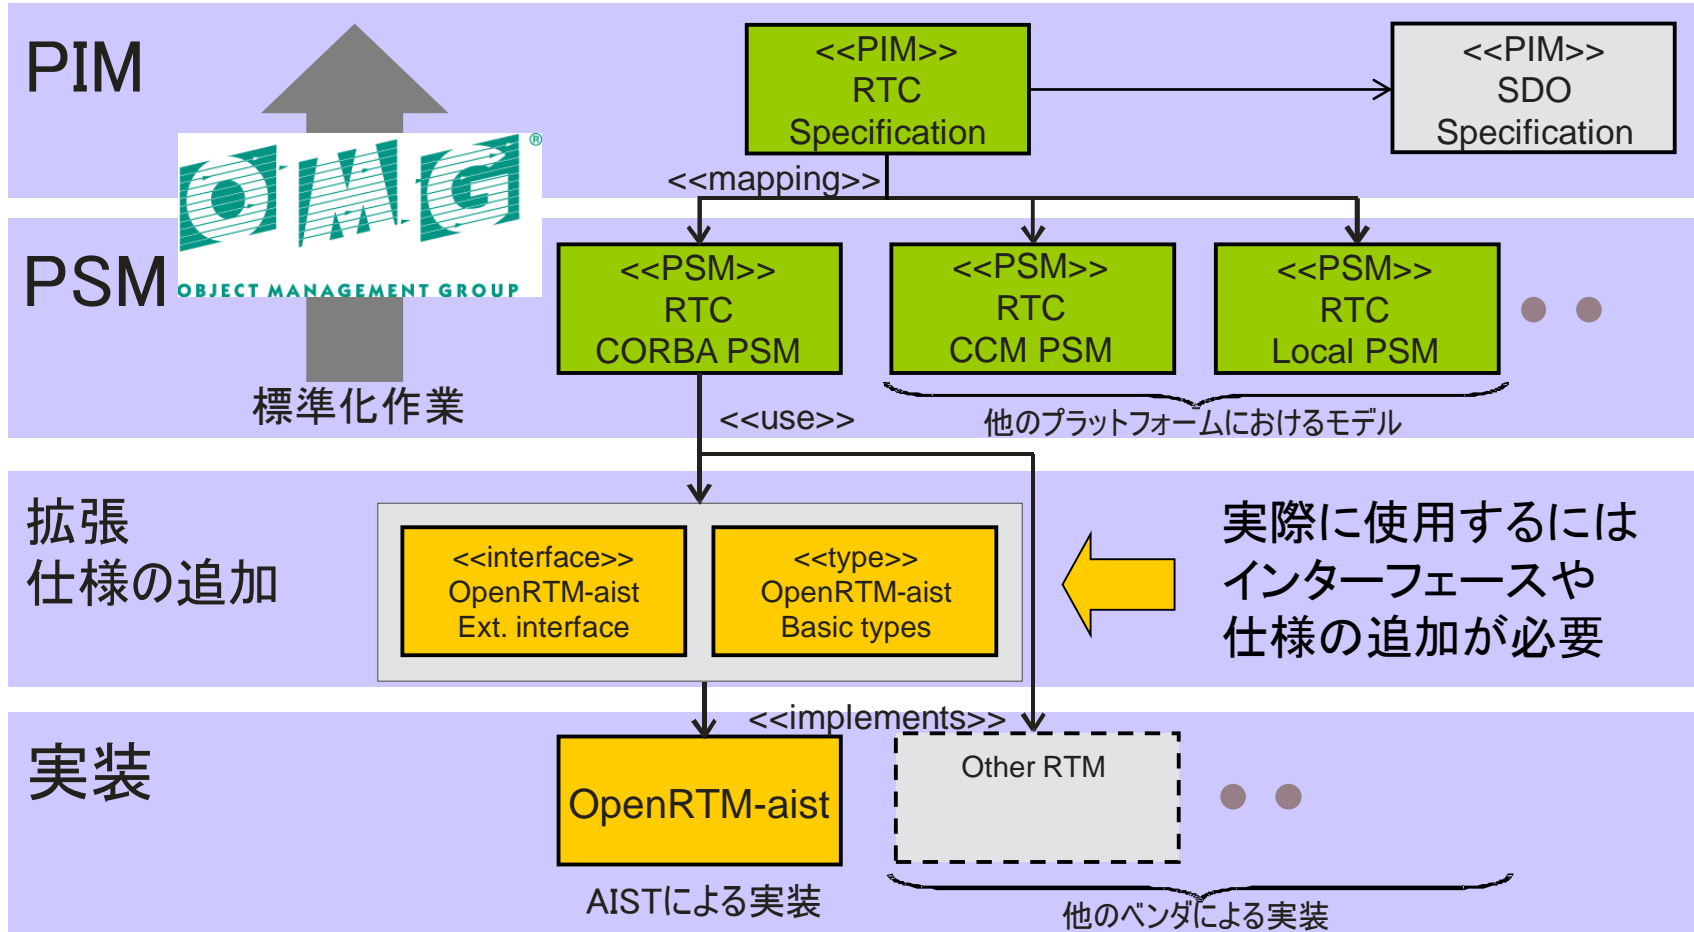 PIM
<<PIM>>
RTC
Specification
<<PIM>>
SDO
Specification
OMG®
OBJECT MANAGEMENT GROUP
<<mapping>>
PSM
<<PSM>>
RTC
CORBA PSM
<<PSM>>
RTC
CCM PSM
<<PSM>>
RTC
Local PSM
標準化作業
<<use>>
他のプラットフォームにおけるモデル
拡張
仕様の追加
<<interface>>
OpenRTM-aist
Ext. interface
<<type>>
OpenRTM-aist
Basic types
実際に使用するには
インターフェースや
仕様の追加が必要
<<implements>>
実装
OpenRTM-aist
Other RTM
AISTによる実装
他のベンダによる実装